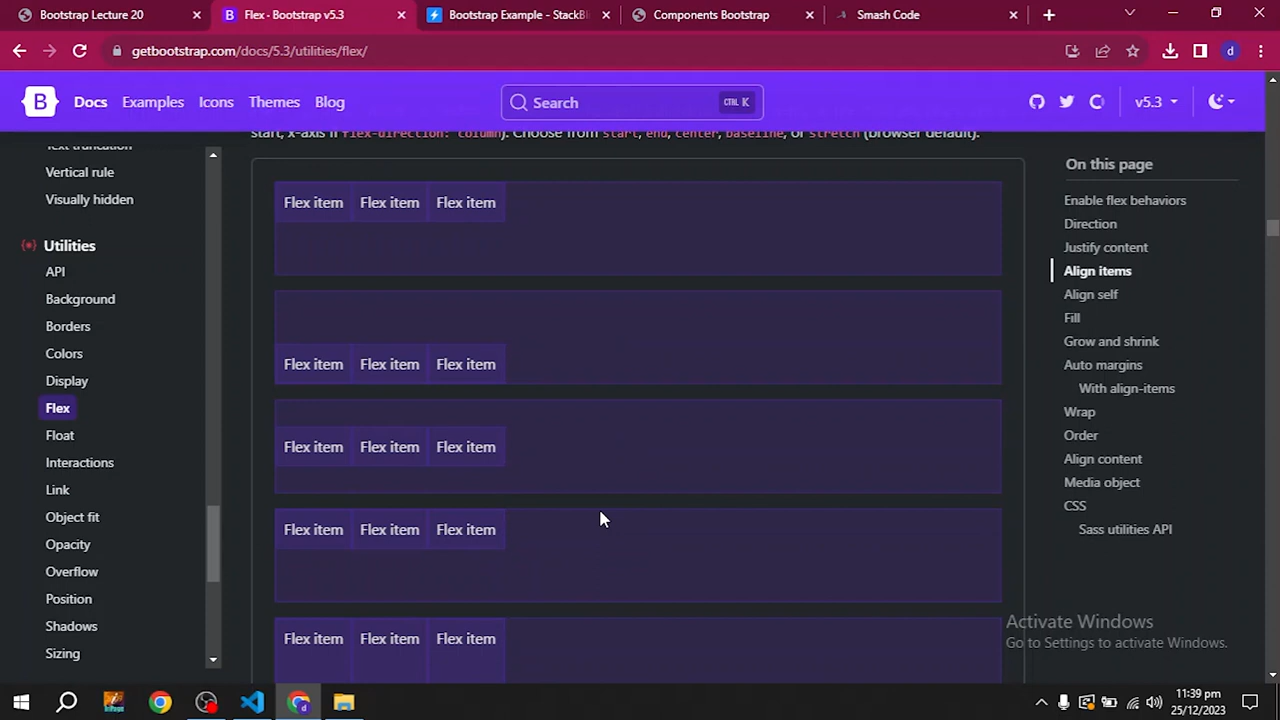 Bootstrap Lecture 20
Flex · Bootstrap v5.3
Bootstrap Example - StackBli
Components Bootstrap
Smash Code
getbootstrap.com/docs/5.3/utilities/flex/
d
B
Docs
Examples
Icons
Themes
Blog
Search
CTRL K
v5.3
start, x-axis if flex-direction: column). Choose from start, end, center, baseline, or stretch (browser default).
Text truncation
Vertical rule
Visually hidden
Utilities
API
Background
Borders
Colors
Display
Flex
Float
Interactions
Link
Object fit
Opacity
Overflow
Position
Shadows
Sizing
Flex item Flex item Flex item
Flex item Flex item Flex item
Flex item Flex item Flex item
Flex item Flex item Flex item
Flex item Flex item Flex item
On this page
Enable flex behaviors
Direction
Justify content
Align items
Align self
Fill
Grow and shrink
Auto margins
With align-items
Wrap
Order
Align content
Media object
CSS
Sass utilities API
Activate Windows
Go to Settings to activate Windows.
11:39 pm
25/12/2023